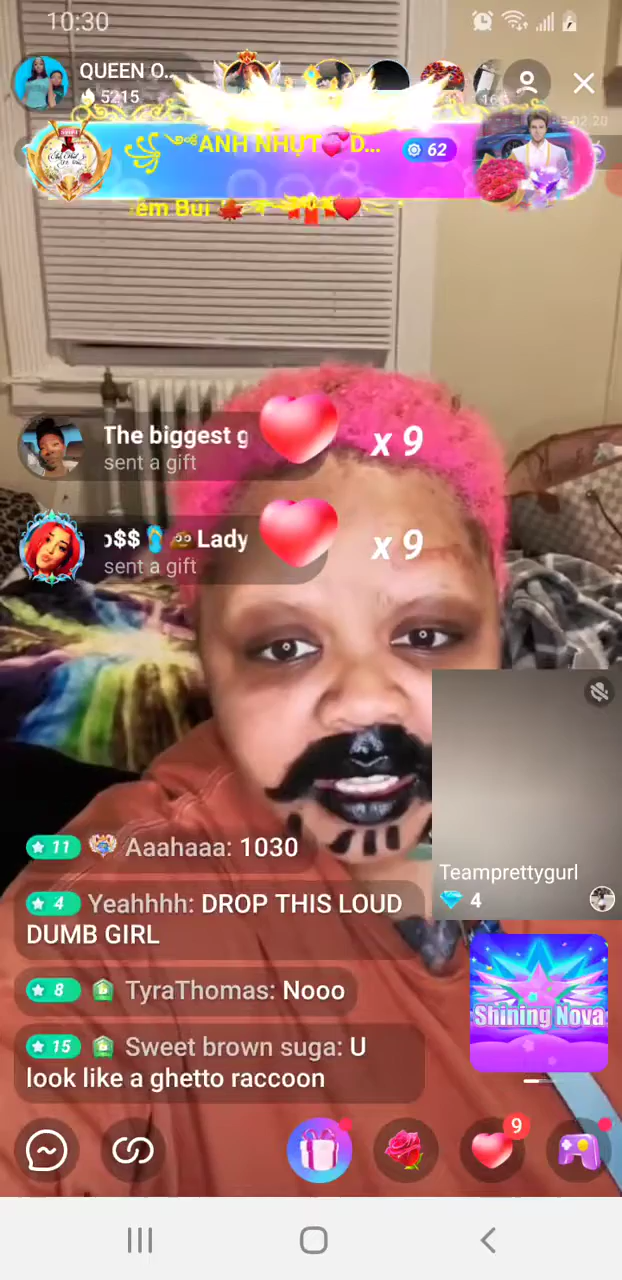 10:30
QUEEN O..
5215
ANH NHỰT D...
62
êm Bui
The biggest g
sent a gift
x 9
$$ Lady
sent a gift
x 9
11 Aaahaaa: 1030
4 Yeahhhh: DROP THIS LOUD
DUMB GIRL
8 TyraThomas: Nooo
15 Sweet brown suga: U
look like a ghetto raccoon
Teamprettygurl
4
Shining Nova
9